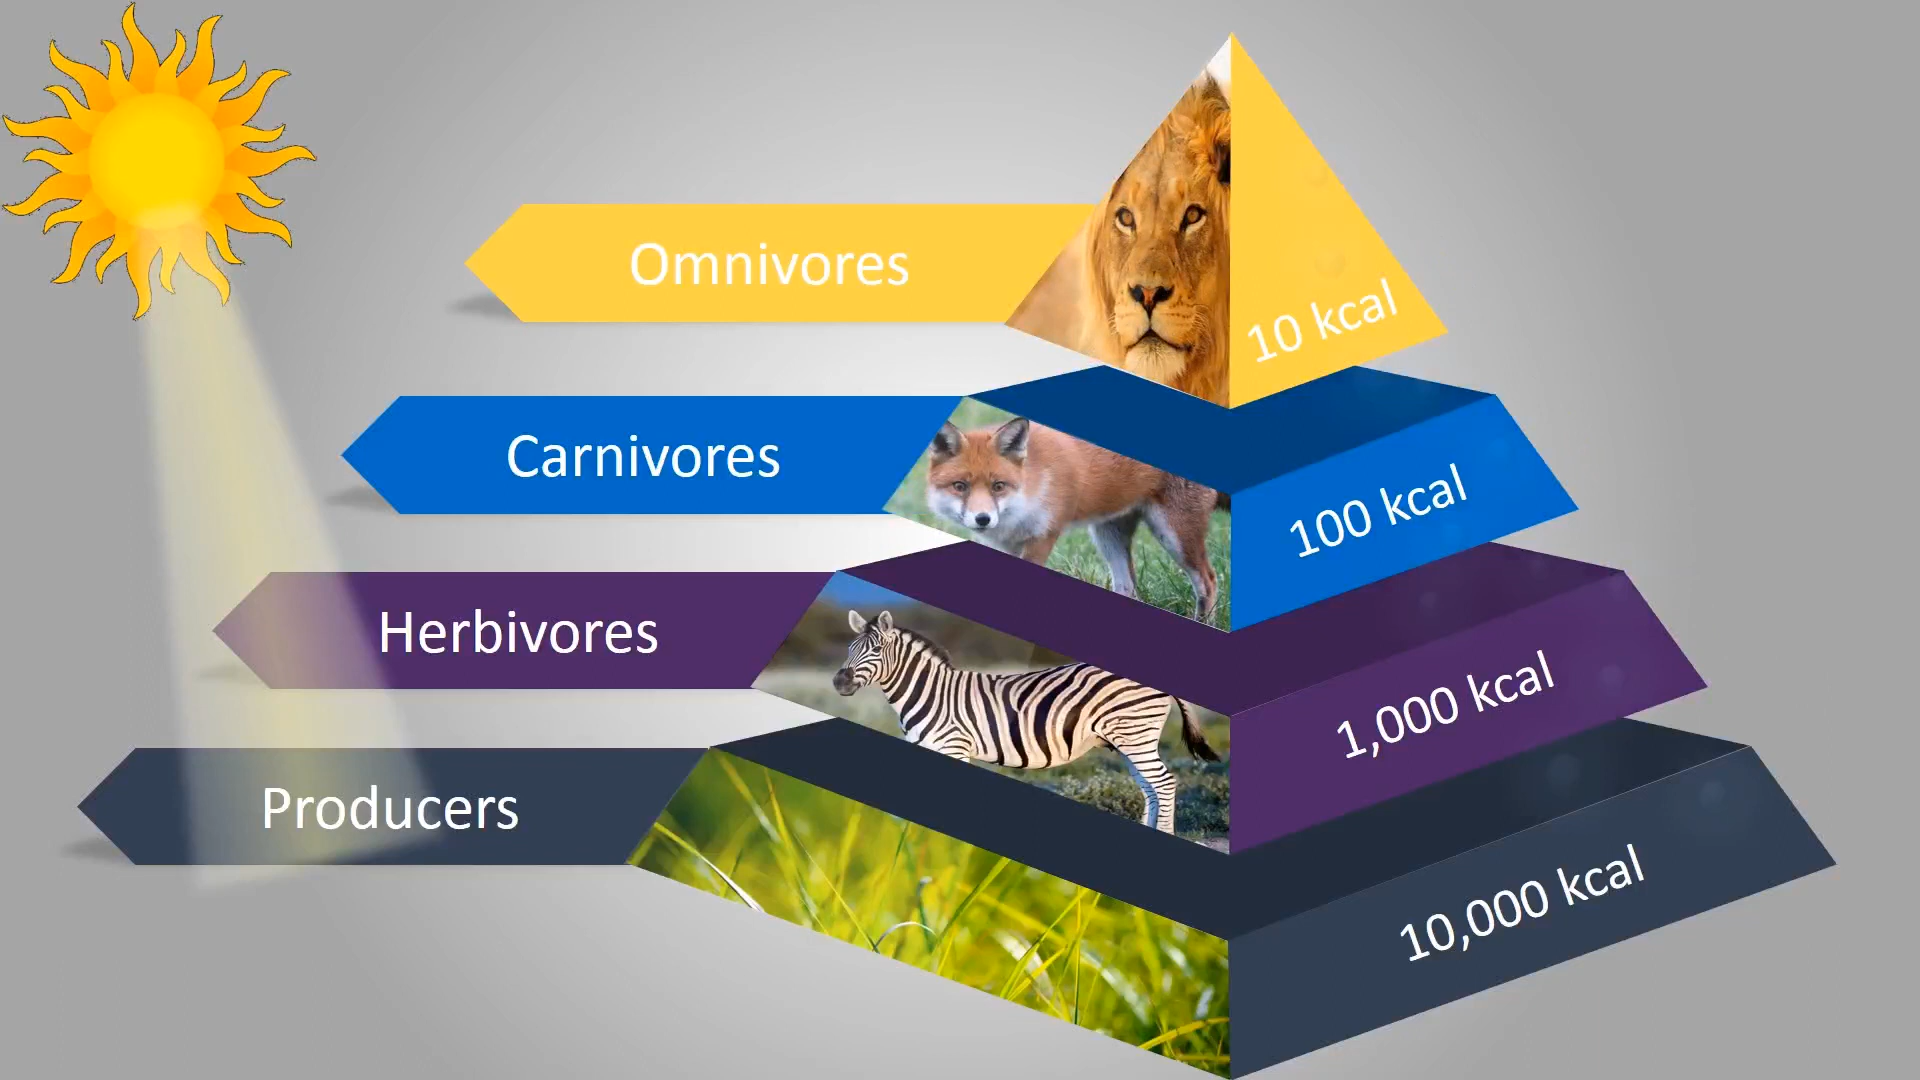 Omnivores
10 kcal
Carnivores
100 kcal
Herbivores
1,000 kcal
Producers
10,000 kcal